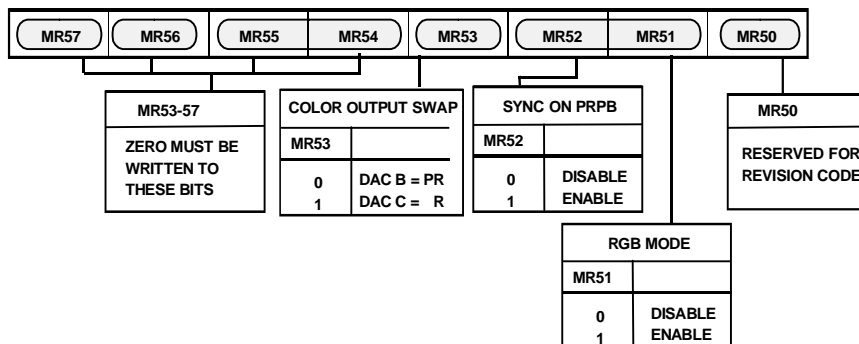 MR57 MR56 MR55 MR54 MR53 MR52 MR51 MR50
MR53-57
ZERO MUST BE
WRITTEN TO
THESE BITS
COLOR OUTPUT SWAP
MR53
0 DAC B = PR
1 DAC C = R
SYNC ON PRPB
MR52
0 DISABLE
1 ENABLE
MR50
RESERVED FOR
REVISION CODE
RGB MODE
MR51
0 DISABLE
1 ENABLE